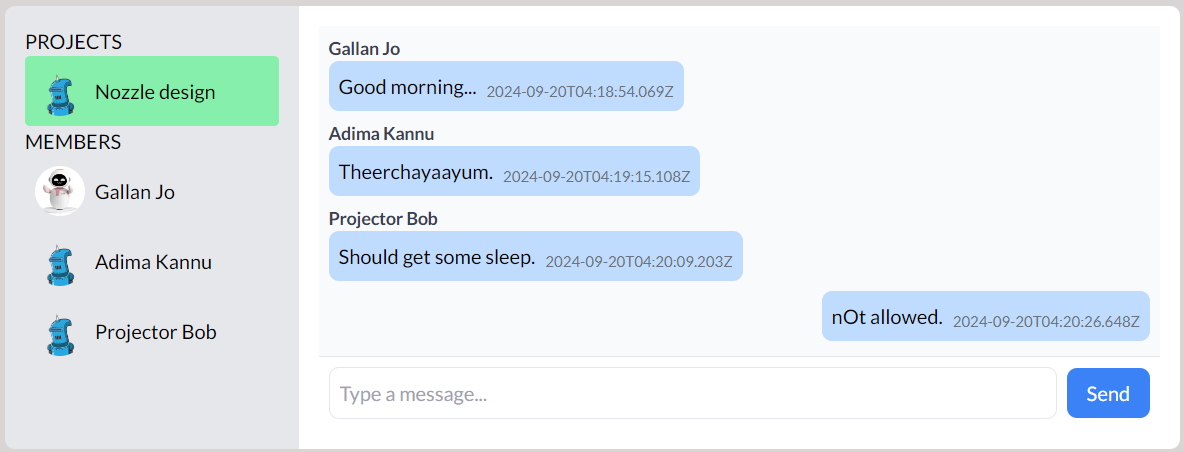 PROJECTS
Nozzle design
MEMBERS
Gallan Jo
Adima Kannu
Projector Bob
Gallan Jo
Good morning... 2024-09-20T04:18:54.069Z
Adima Kannu
Theerchayaayum. 2024-09-20T04:19:15.108Z
Projector Bob
Should get some sleep. 2024-09-20T04:20:09.203Z
nOt allowed. 2024-09-20T04:20:26.648Z
Type a message... Send